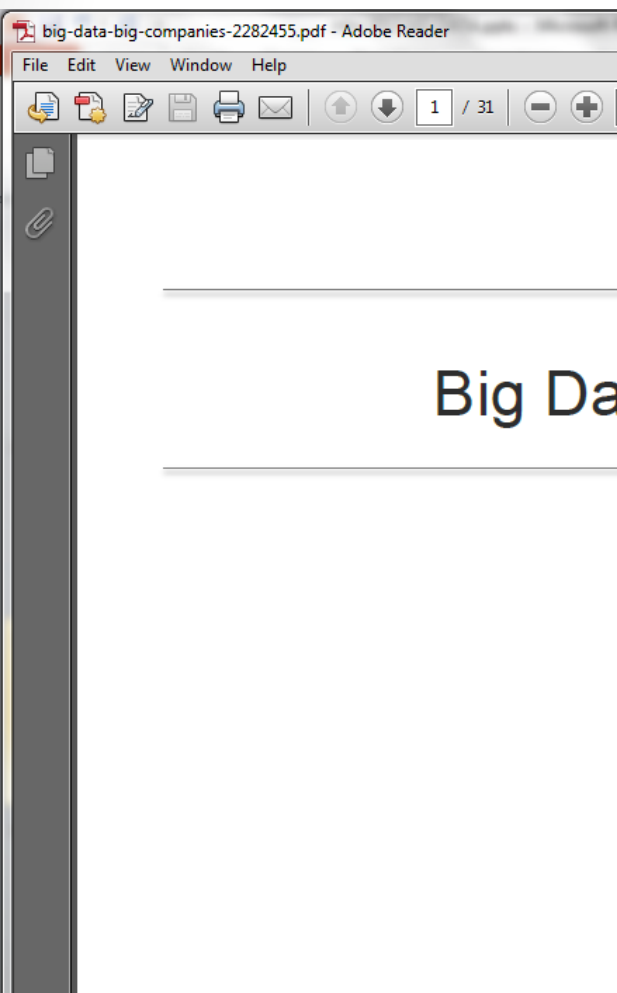 big-data-big-companies-2282455.pdf - Adobe Reader
File Edit View Window Help
1 / 31
Big Da